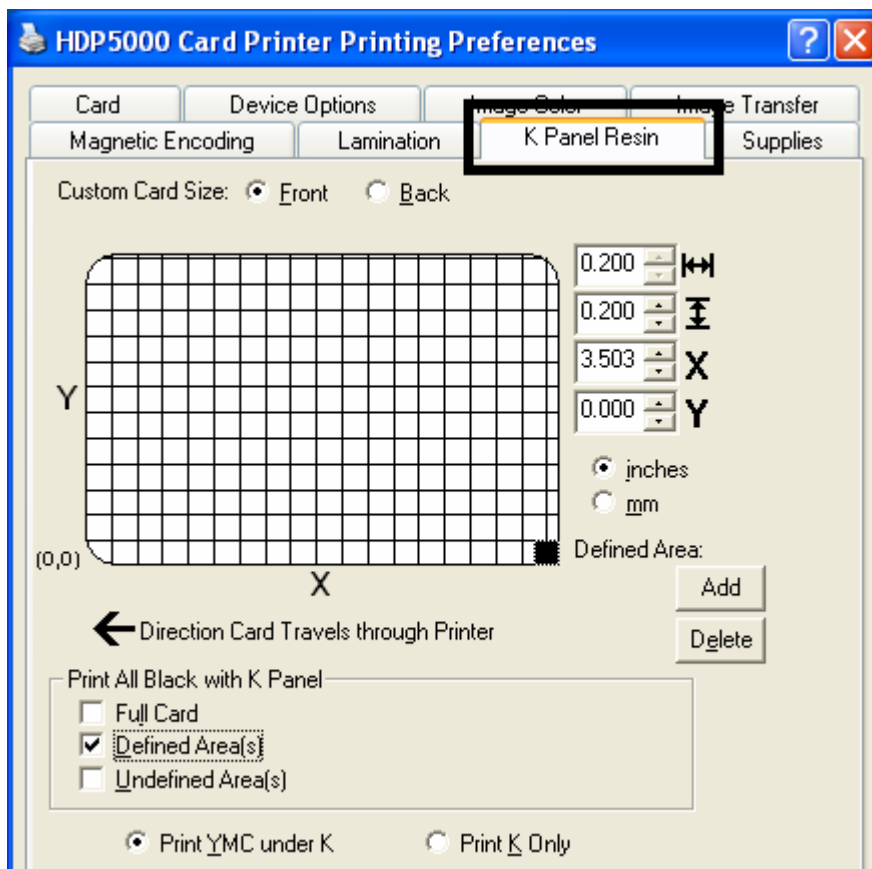 HDP5000 Card Printer Printing Preferences
Card Device Options Image Color Image Transfer
Magnetic Encoding Lamination K Panel Resin Supplies
Custom Card Size: Front Back
0.200
0.200
3.503 X
0.000 Y
Y
inches
mm
(0,0)
X
Defined Area:
Add
Direction Card Travels through Printer
Delete
Print All Black with K Panel
Full Card
Defined Area(s)
Undefined Area(s)
Print YMC under K Print K Only